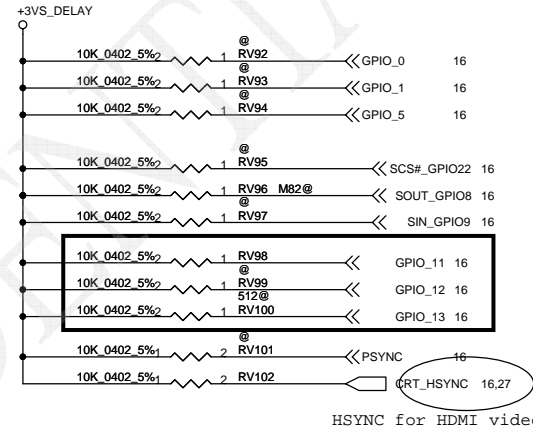 +3VS_DELAY
@
10K_0402_5% 2 1 RV92 GPIO_0 16
@
10K_0402_5% 2 1 RV93 GPIO_1 16
@
10K_0402_5% 2 1 RV94 GPIO_5 16
@
10K_0402_5% 2 1 RV95 SCS#_GPIO22 16
10K_0402_5% 2 1 RV96 M82@ SOUT_GPIO8 16
@
10K_0402_5% 2 1 RV97 SIN_GPIO9 16
10K_0402_5% 2 1 RV98 GPIO_11 16
@
10K_0402_5% 2 1 RV99 GPIO_12 16
512@
10K_0402_5% 2 1 RV100 GPIO_13 16
@
10K_0402_5% 1 2 RV101 PSYNC 16
10K_0402_5% 1 2 RV102 CRT_HSYNC 16,27
HSYNC for HDMI video